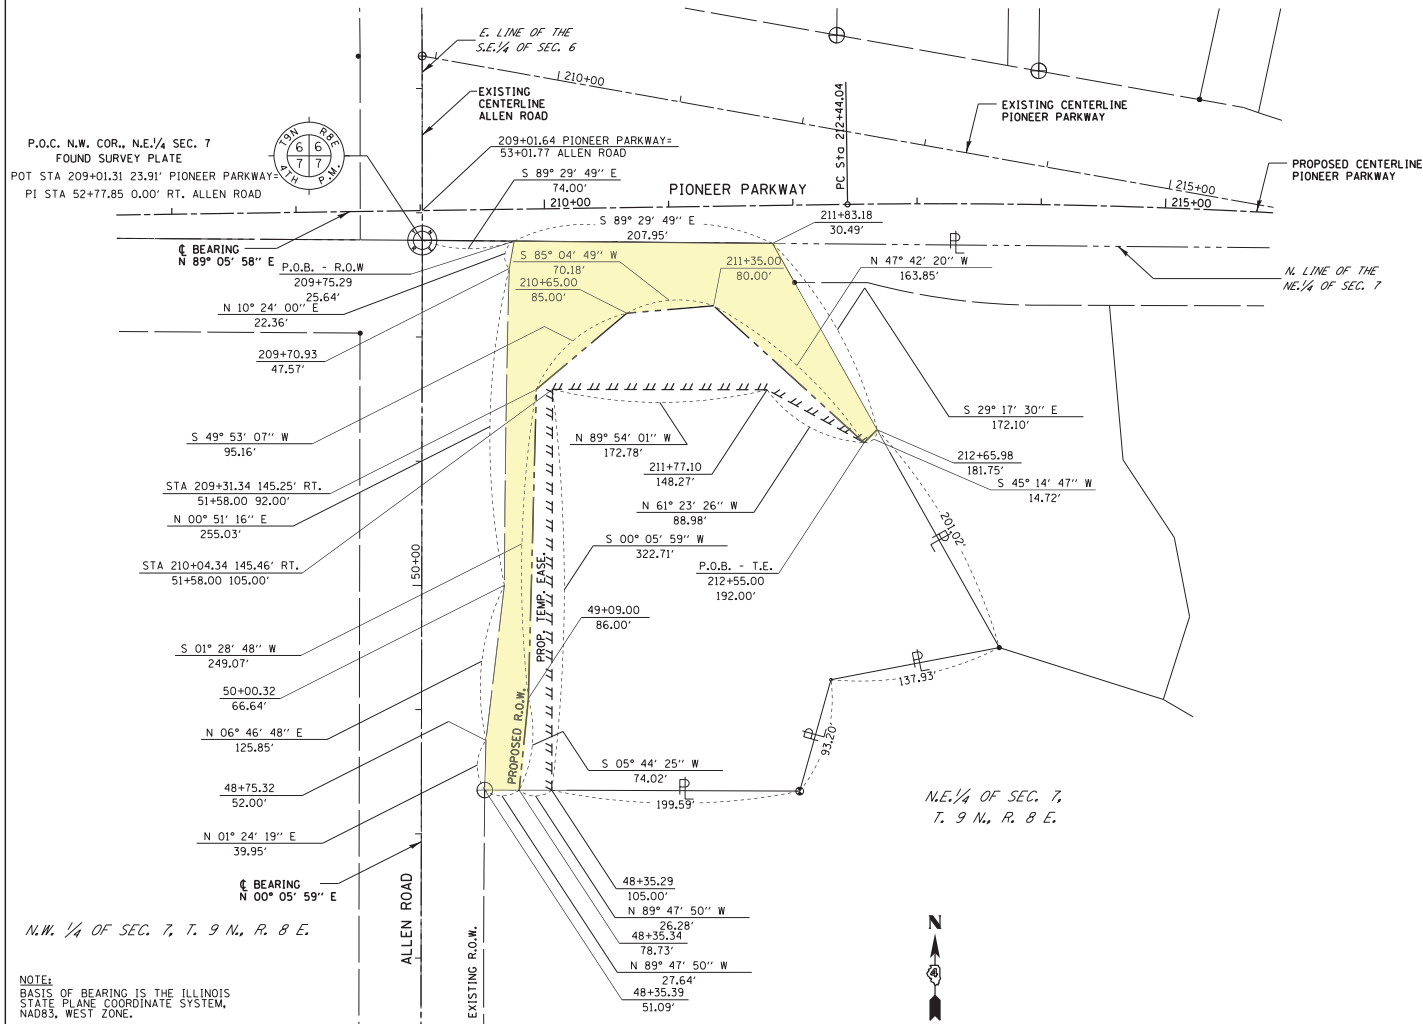 E. LINE OF THE
S.E.¼ OF SEC. 6
210+00
EXISTING
CENTERLINE
ALLEN ROAD
PC Sta 212+44.04
EXISTING CENTERLINE
PIONEER PARKWAY
P.O.C. N.W. COR., N.E.¼ SEC. 7
FOUND SURVEY PLATE
POT STA 209+01.31 23.91' PIONEER PARKWAY=
PI STA 52+77.85 0.00' RT. ALLEN ROAD
T9N R8E
6 6
7 7
4TH P.M.
209+01.64 PIONEER PARKWAY=
53+01.77 ALLEN ROAD
S 89° 29' 49'' E
74.00'
PIONEER PARKWAY
210+00
215+00
215+00
PROPOSED CENTERLINE
PIONEER PARKWAY
S 89° 29' 49'' E
207.95'
211+83.18
30.49'
℄ BEARING
N 89° 05' 58'' E
P.O.B. - R.O.W
209+75.29
25.64'
S 85° 04' 49'' W
70.18'
210+65.00
85.00'
211+35.00
80.00'
N 47° 42' 20'' W
163.85'
PL
N. LINE OF THE
NE.¼ OF SEC. 7
N 10° 24' 00'' E
22.36'
209+70.93
47.57'
S 49° 53' 07'' W
95.16'
N 89° 54' 01'' W
172.78'
S 29° 17' 30'' E
172.10'
211+77.10
148.27'
212+65.98
181.75'
STA 209+31.34 145.25' RT.
51+58.00 92.00'
S 45° 14' 47'' W
14.72'
N 61° 23' 26'' W
88.98'
N 00° 51' 16'' E
255.03'
201.02'
PL
S 00° 05' 59'' W
322.71'
STA 210+04.34 145.46' RT.
51+58.00 105.00'
50+00
P.O.B. - T.E.
212+55.00
192.00'
PROP. TEMP. EASE.
49+09.00
86.00'
S 01° 28' 48'' W
249.07'
PL
137.93'
50+00.32
66.64'
PROPOSED R.O.W.
N 06° 46' 48'' E
125.85'
PL
93.20'
S 05° 44' 25'' W
74.02'
48+75.32
52.00'
PL
199.59'
N.E.¼ OF SEC. 7,
T. 9 N., R. 8 E.
N 01° 24' 19'' E
39.95'
℄ BEARING
N 00° 05' 59'' E
ALLEN ROAD
EXISTING R.O.W.
48+35.29
105.00'
N 89° 47' 50'' W
26.28'
48+35.34
78.73'
N 89° 47' 50'' W
27.64'
48+35.39
51.09'
N.W. ¼ OF SEC. 7, T. 9 N., R. 8 E.
N
4
NOTE:
BASIS OF BEARING IS THE ILLINOIS
STATE PLANE COORDINATE SYSTEM,
NAD83, WEST ZONE.